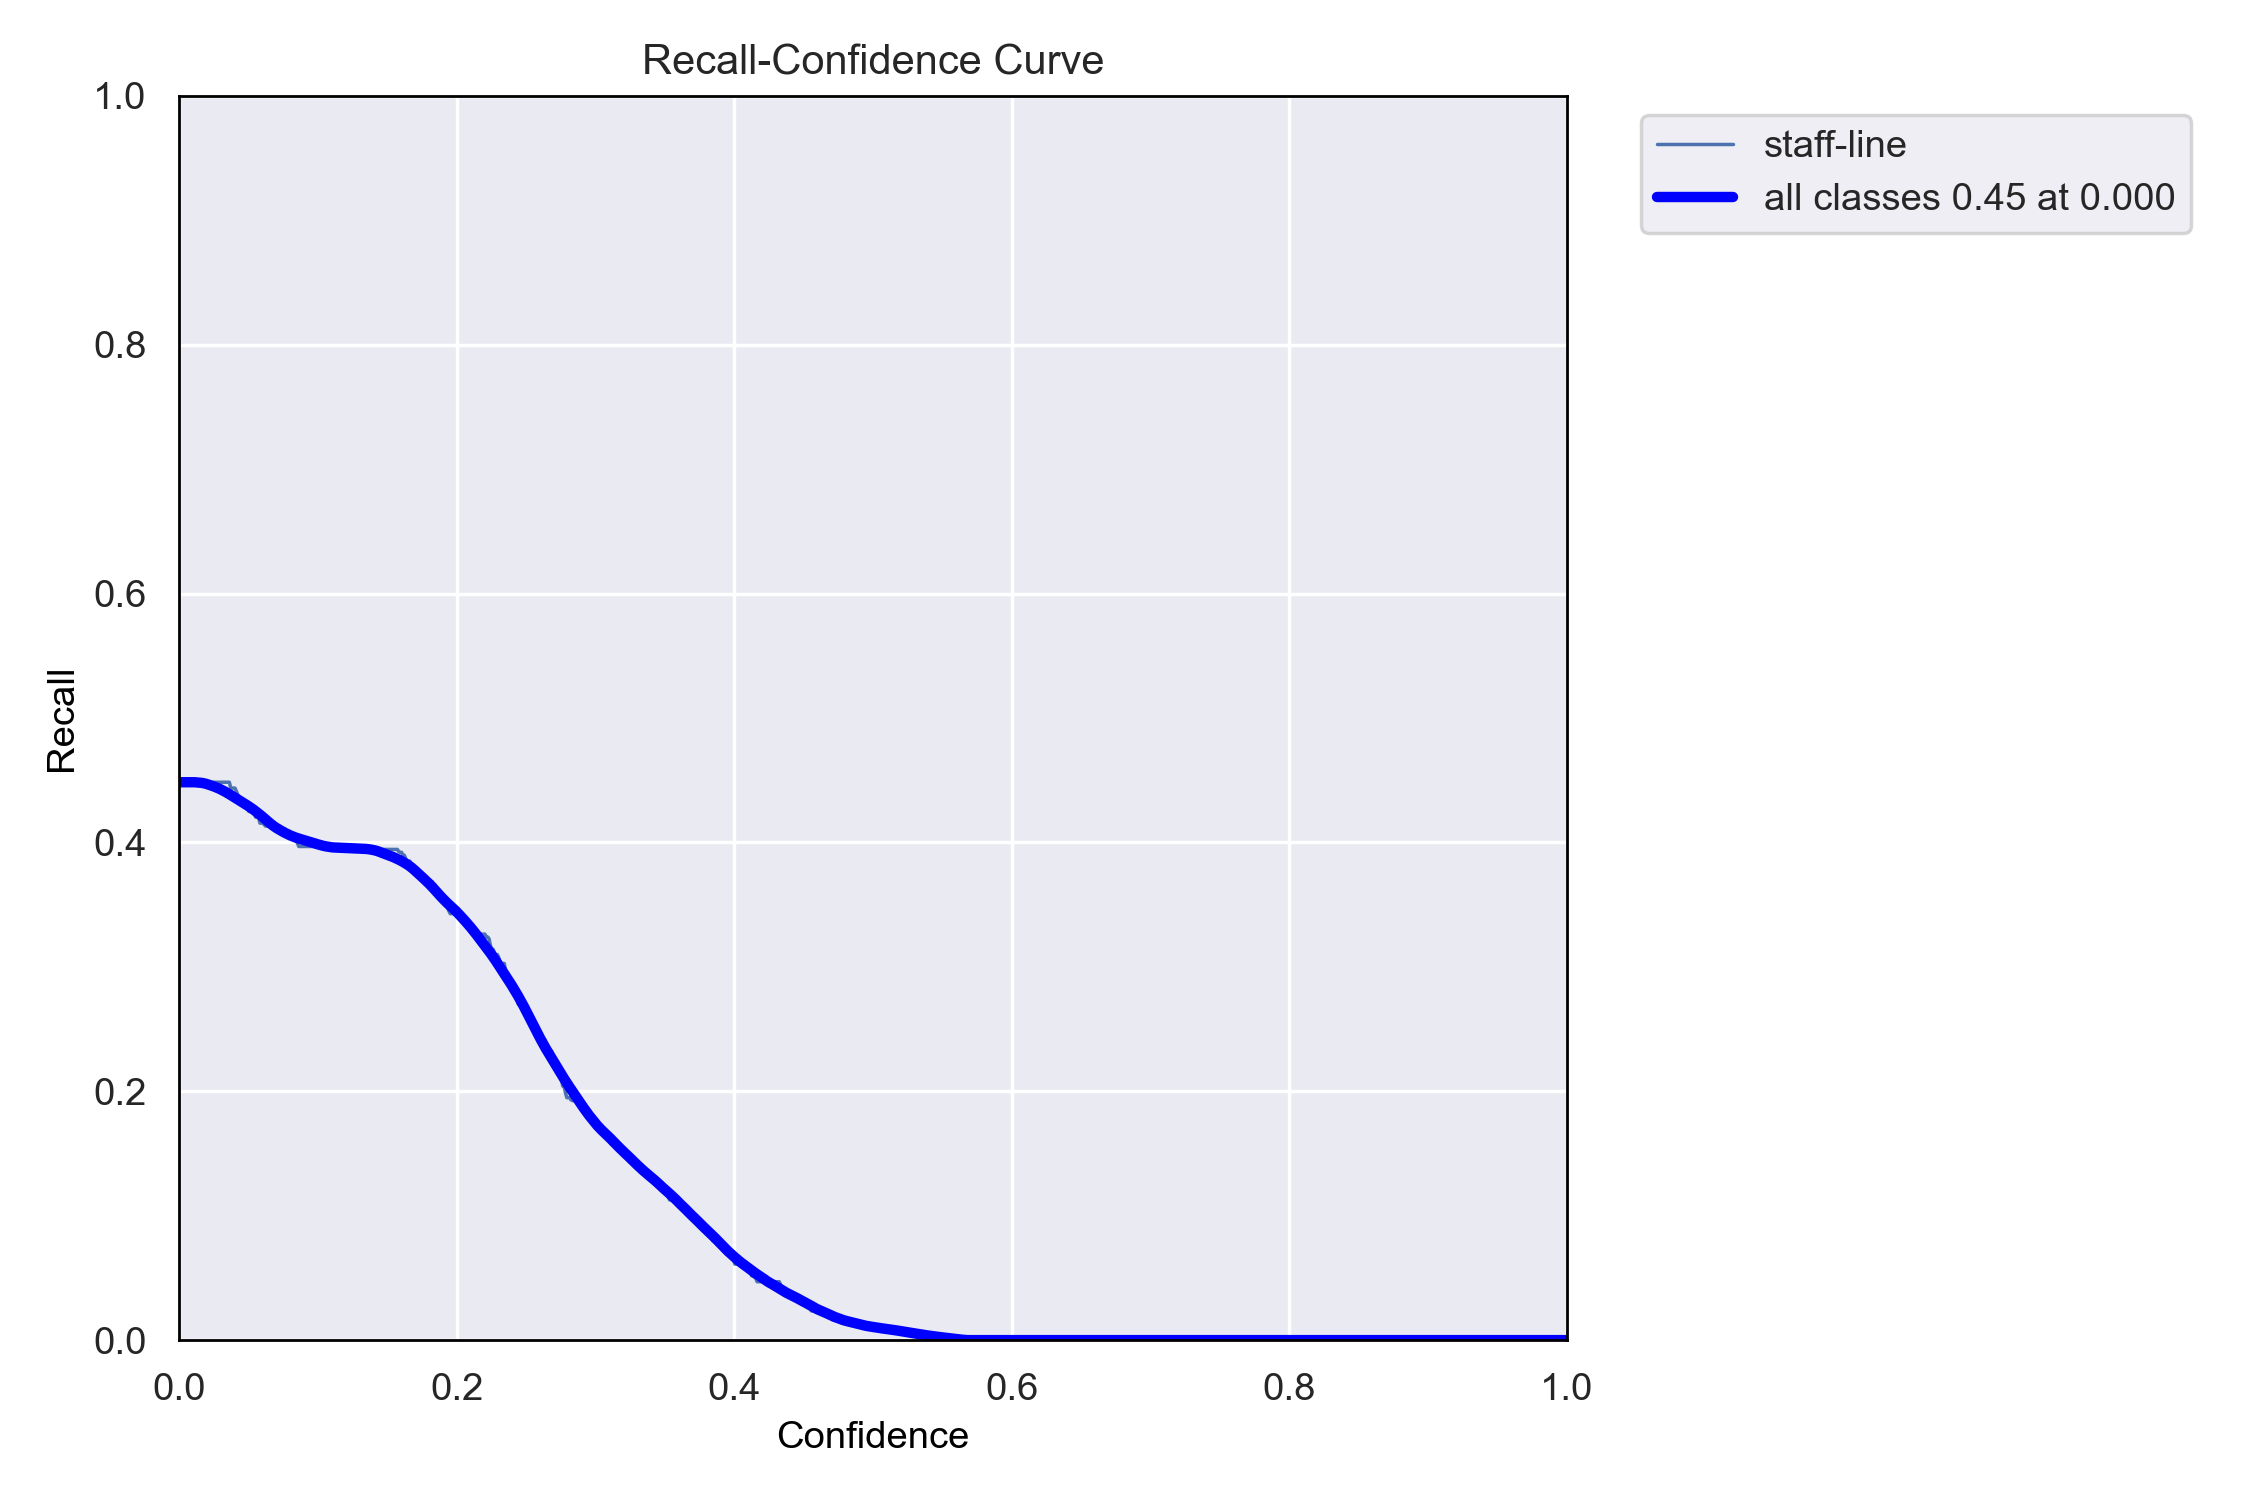 Recall-Confidence Curve
1.0
0.8
0.6
0.4
0.2
0.0
Recall
0.0 0.2 0.4 0.6 0.8 1.0
Confidence
staff-line
all classes 0.45 at 0.000